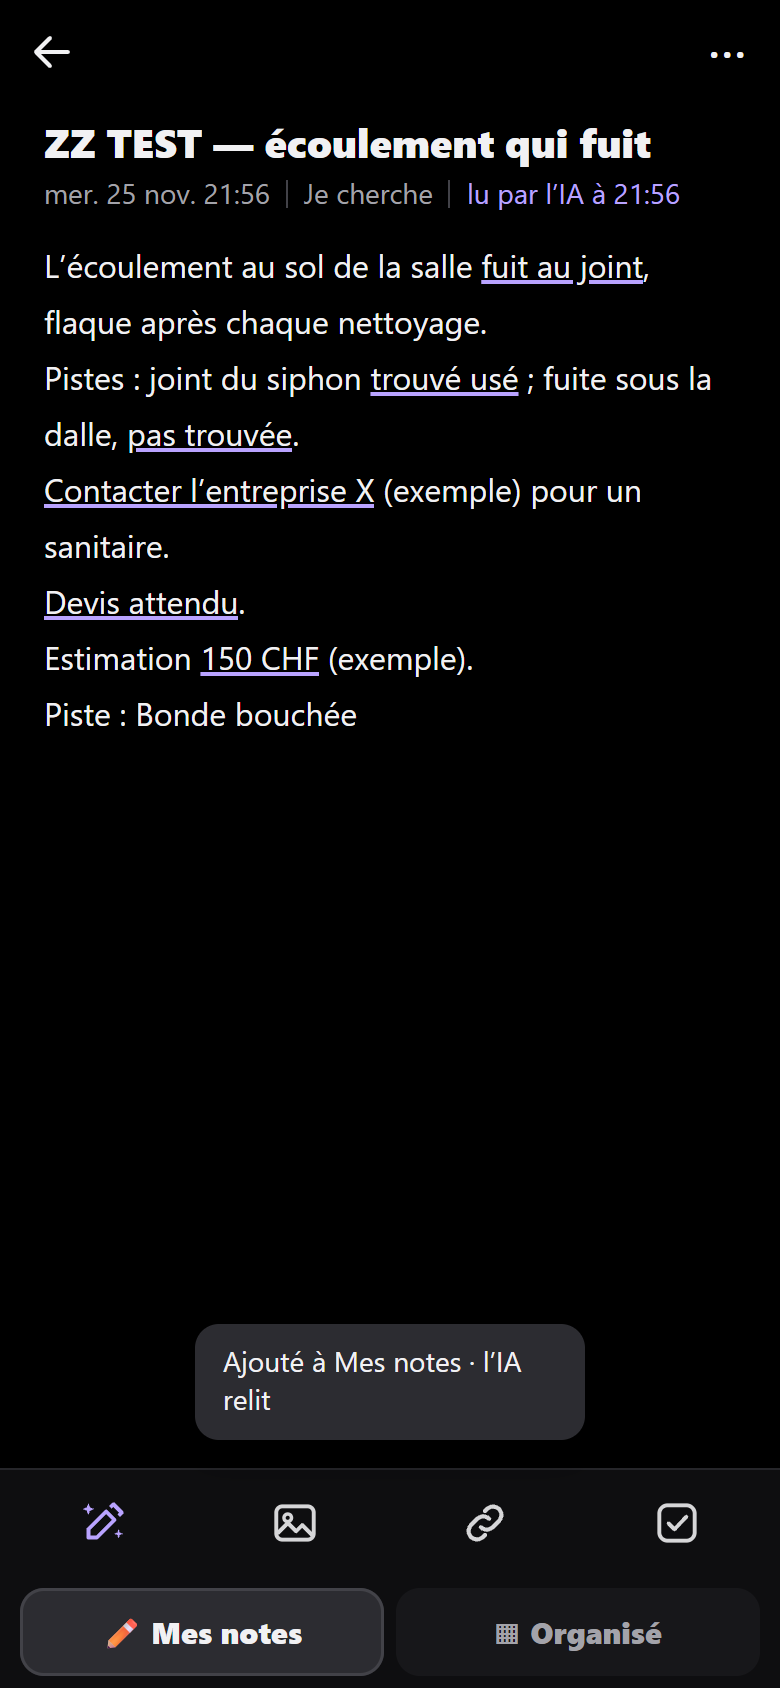 ZZ TEST — écoulement qui fuit
mer. 25 nov. 21:56 | Je cherche | lu par l’IA à 21:56
L’écoulement au sol de la salle fuit au joint,
flaque après chaque nettoyage.
Pistes : joint du siphon trouvé usé ; fuite sous la
dalle, pas trouvée.
Contacter l’entreprise X (exemple) pour un
sanitaire.
Devis attendu.
Estimation 150 CHF (exemple).
Piste : Bonde bouchée
Ajouté à Mes notes · l’IA
relit
Mes notes
Organisé